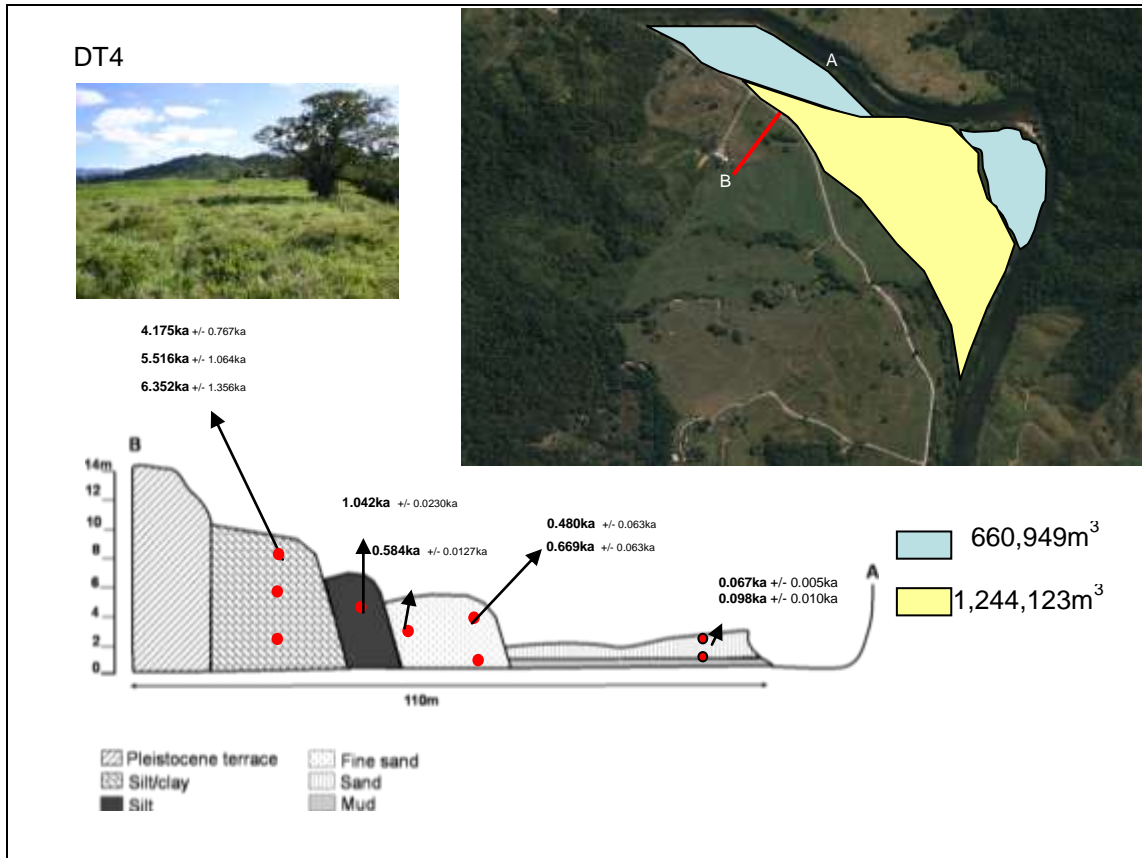 DT4
A
B
4.175ka +/- 0.767ka
5.516ka +/- 1.064ka
6.352ka +/- 1.356ka
B
14m
12
10
8
6
4
2
0
1.042ka +/- 0.0230ka
0.584ka +/- 0.0127ka
0.480ka +/- 0.063ka
0.669ka +/- 0.063ka
0.067ka +/- 0.005ka
0.098ka +/- 0.010ka
A
660,949m³
1,244,123m³
110m
Pleistocene terrace
Silt/clay
Silt
Fine sand
Sand
Mud